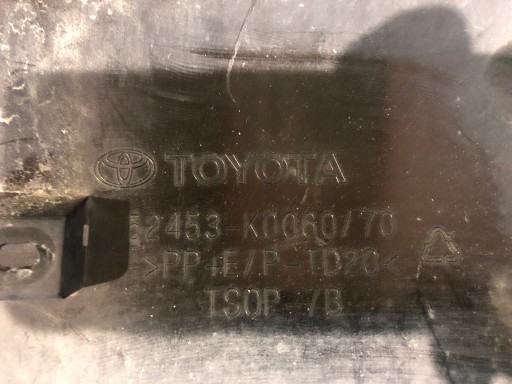 TOYOTA
52453-K0060/70
>PP+E/P-TD20<
TSOP-7B